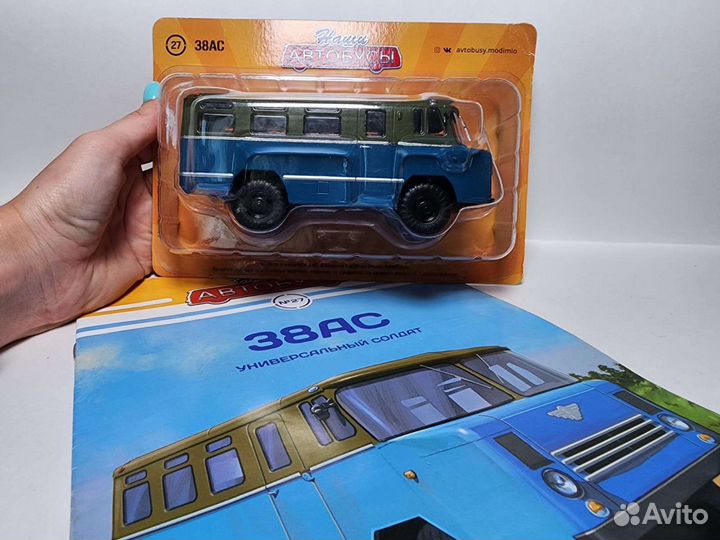 27 38АС
Наши
АВТОБУСЫ
avtobusy.modimio
№27
38АС
УНИВЕРСАЛЬНЫЙ СОЛДАТ
Avito